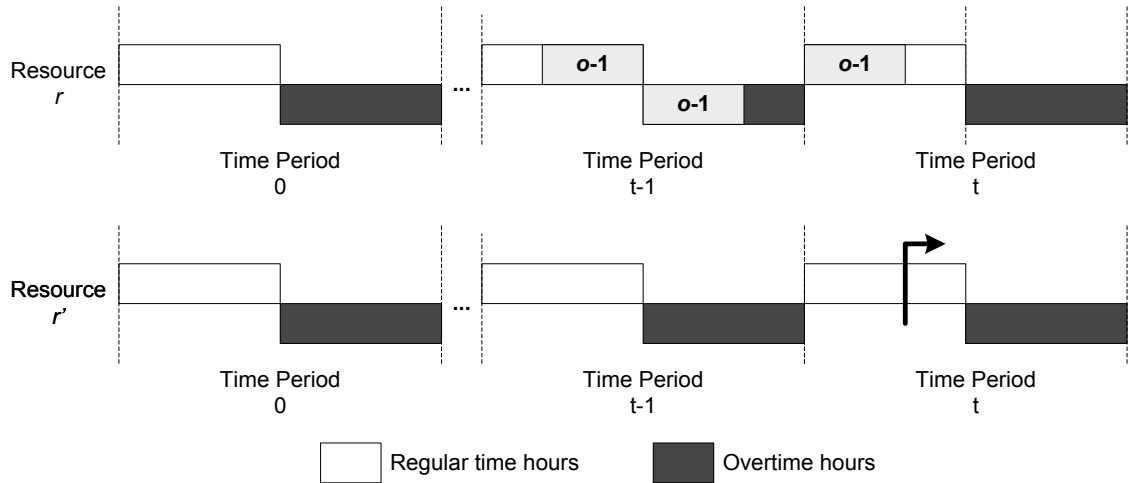 o-1
o-1
Resource
r
...
o-1
Time Period
0
Time Period
t-1
Time Period
t
Resource
r'
...
Time Period
0
Time Period
t-1
Time Period
t
Regular time hours
Overtime hours